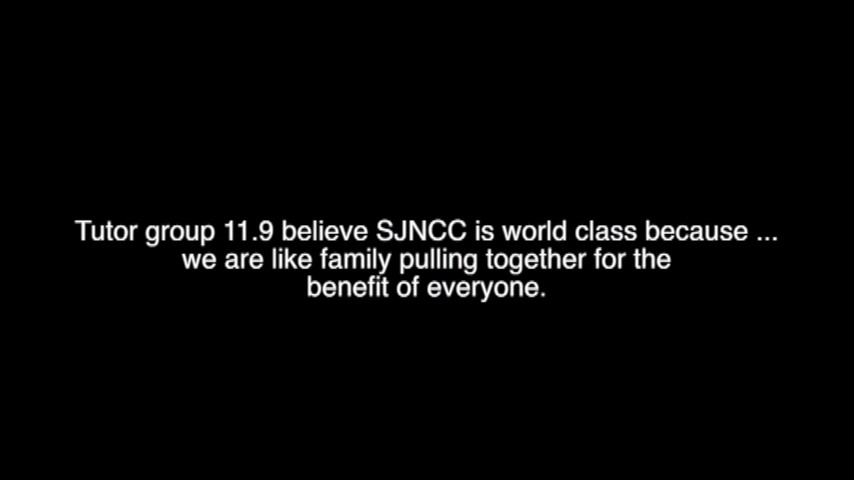 Tutor group 11.9 believe SJNCC is world class because ...
we are like family pulling together for the
benefit of everyone.